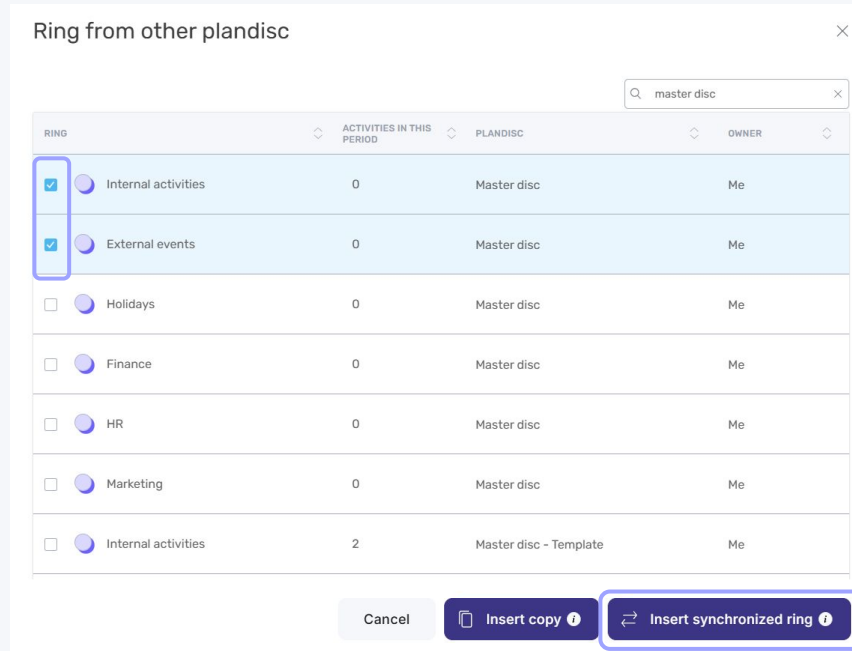 Ring from other plandisc
master disc
RING ACTIVITIES IN THIS PERIOD PLANDISC OWNER
Internal activities 0 Master disc Me
External events 0 Master disc Me
Holidays 0 Master disc Me
Finance 0 Master disc Me
HR 0 Master disc Me
Marketing 0 Master disc Me
Internal activities 2 Master disc - Template Me
Cancel Insert copy i Insert synchronized ring i